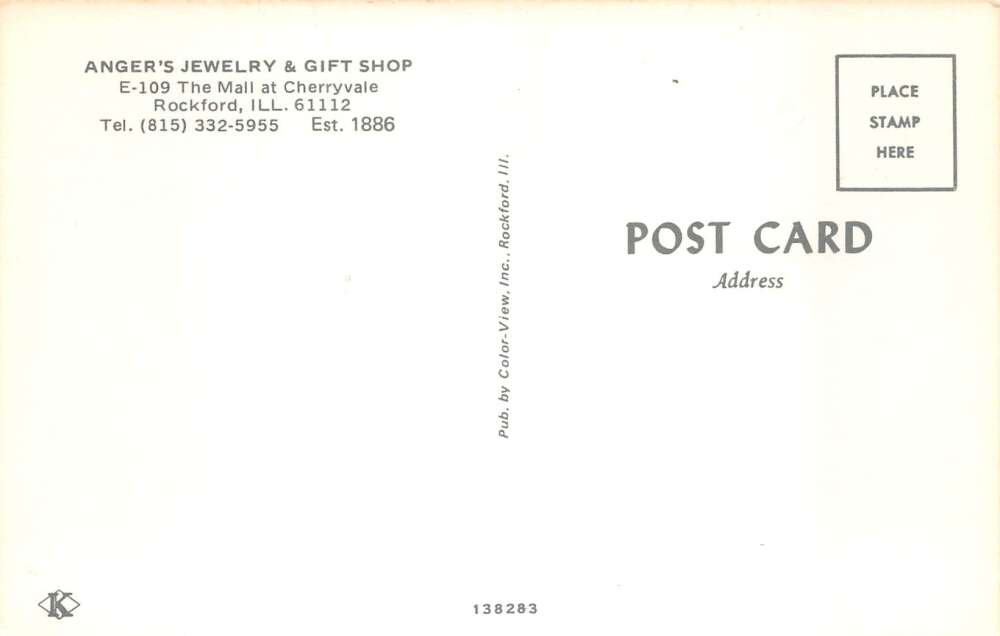 ANGER'S JEWELRY & GIFT SHOP
E-109 The Mall at Cherryvale
Rockford, ILL. 61112
Tel. (815) 332-5955 Est. 1886
Pub. by Color-View, Inc., Rockford, Ill.
PLACE
STAMP
HERE
POST CARD
Address
K
138283